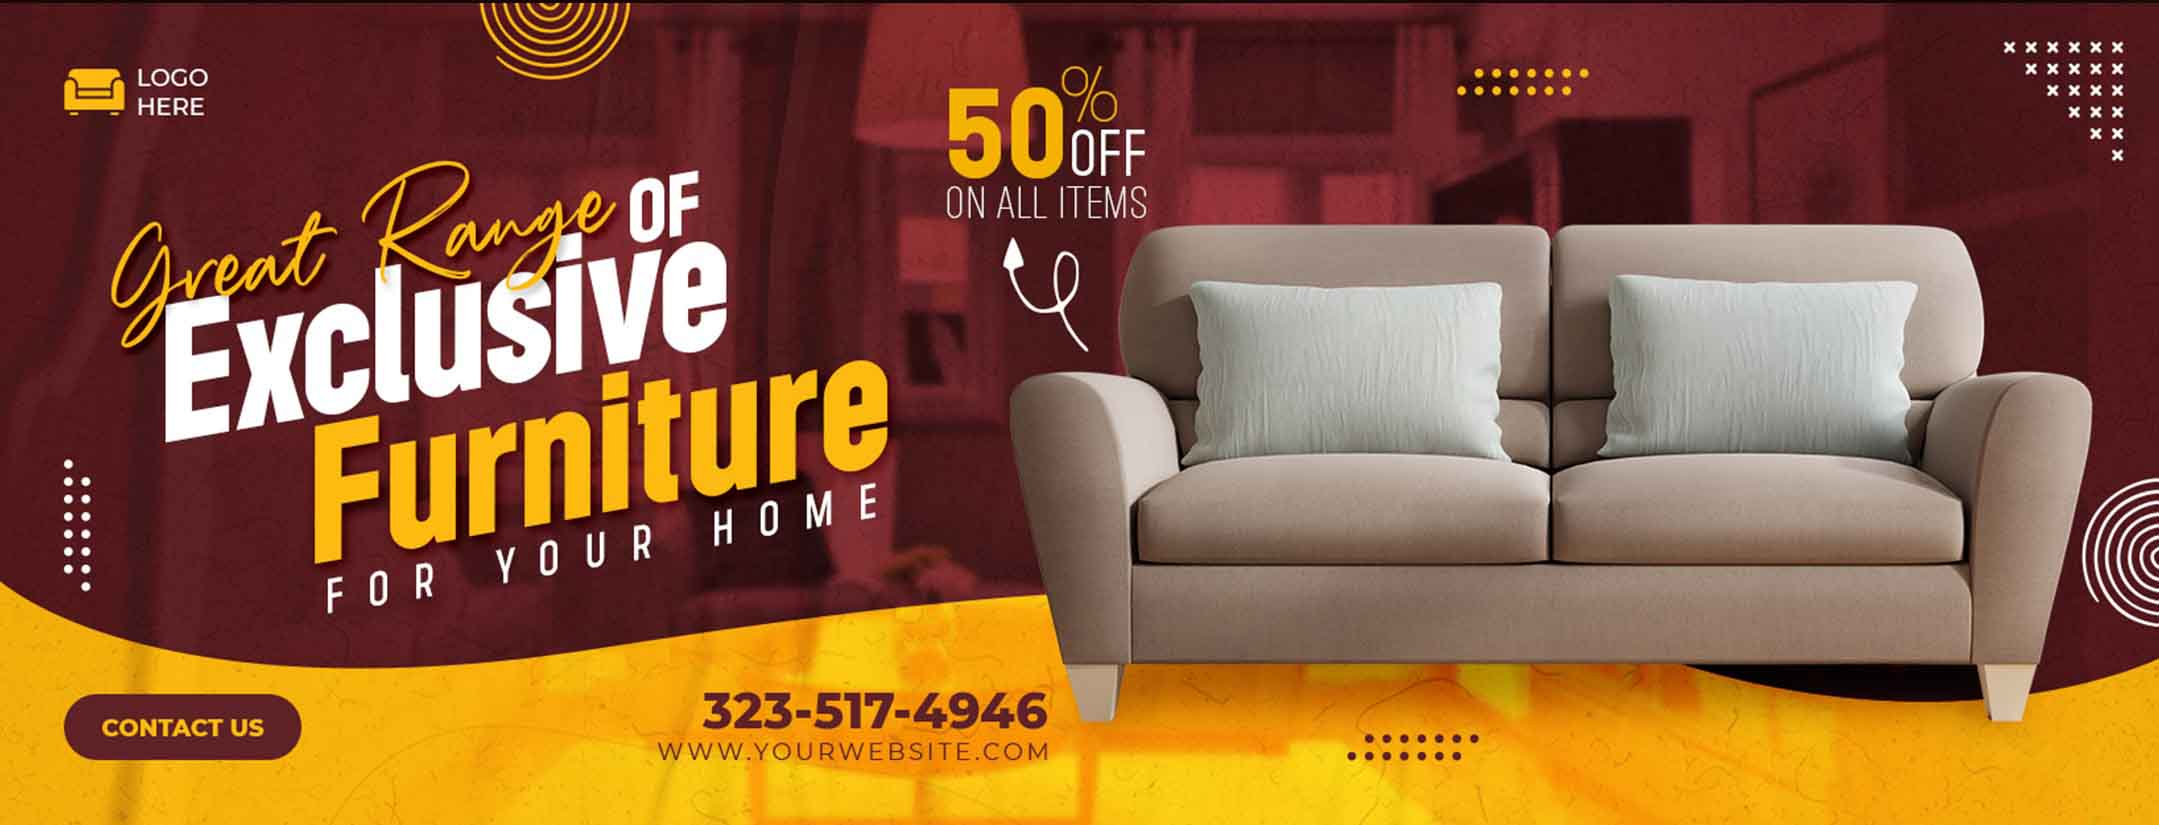 LOGO
HERE
50% OFF
ON ALL ITEMS
Great Range OF
Exclusive
Furniture
FOR YOUR HOME
CONTACT US
323-517-4946
WWW.YOURWEBSITE.COM